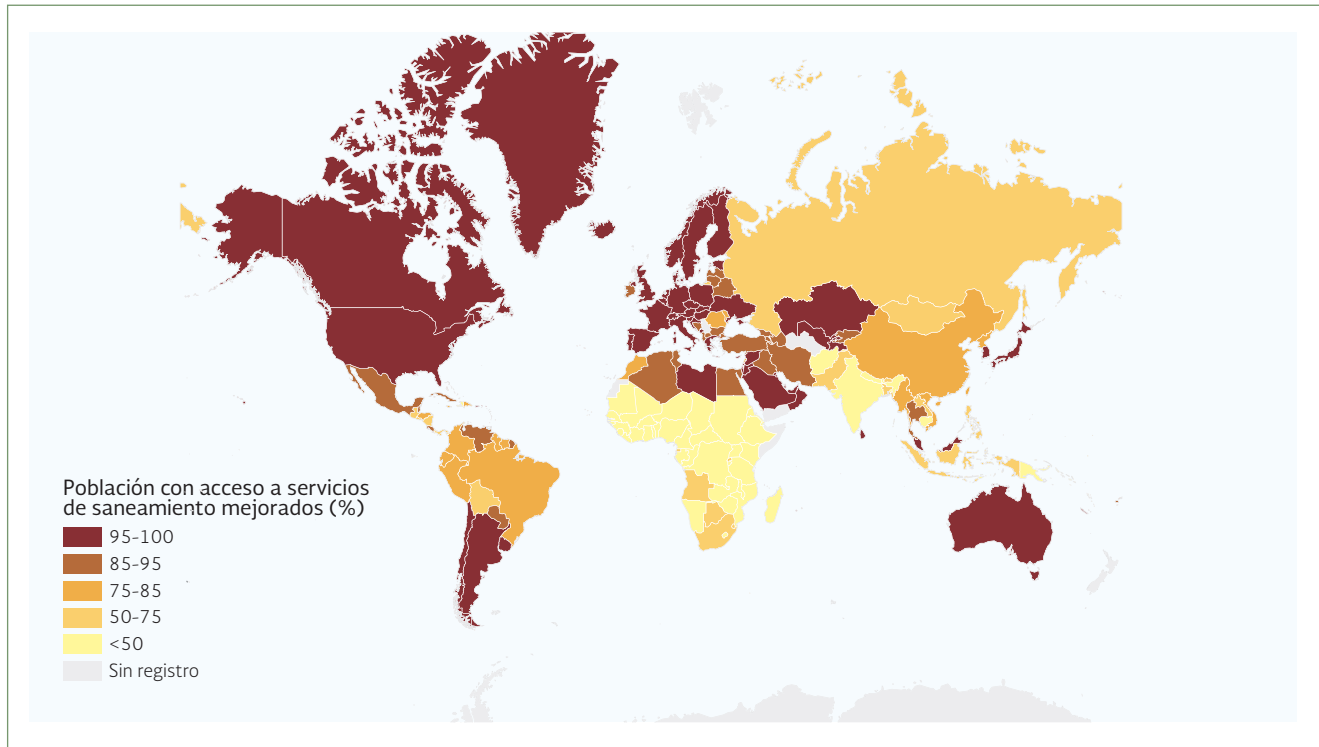 Población con acceso a servicios
de saneamiento mejorados (%)
95-100
85-95
75-85
50-75
<50
Sin registro